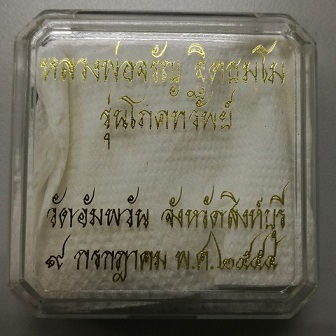 หลวงพ่อจรัญ ฐิตธมฺโม
รุ่นโภคทรัพย์
วัดอัมพวัน จังหวัดสิงห์บุรี
๙ กรกฎาคม พ.ศ.๒๕๕๕